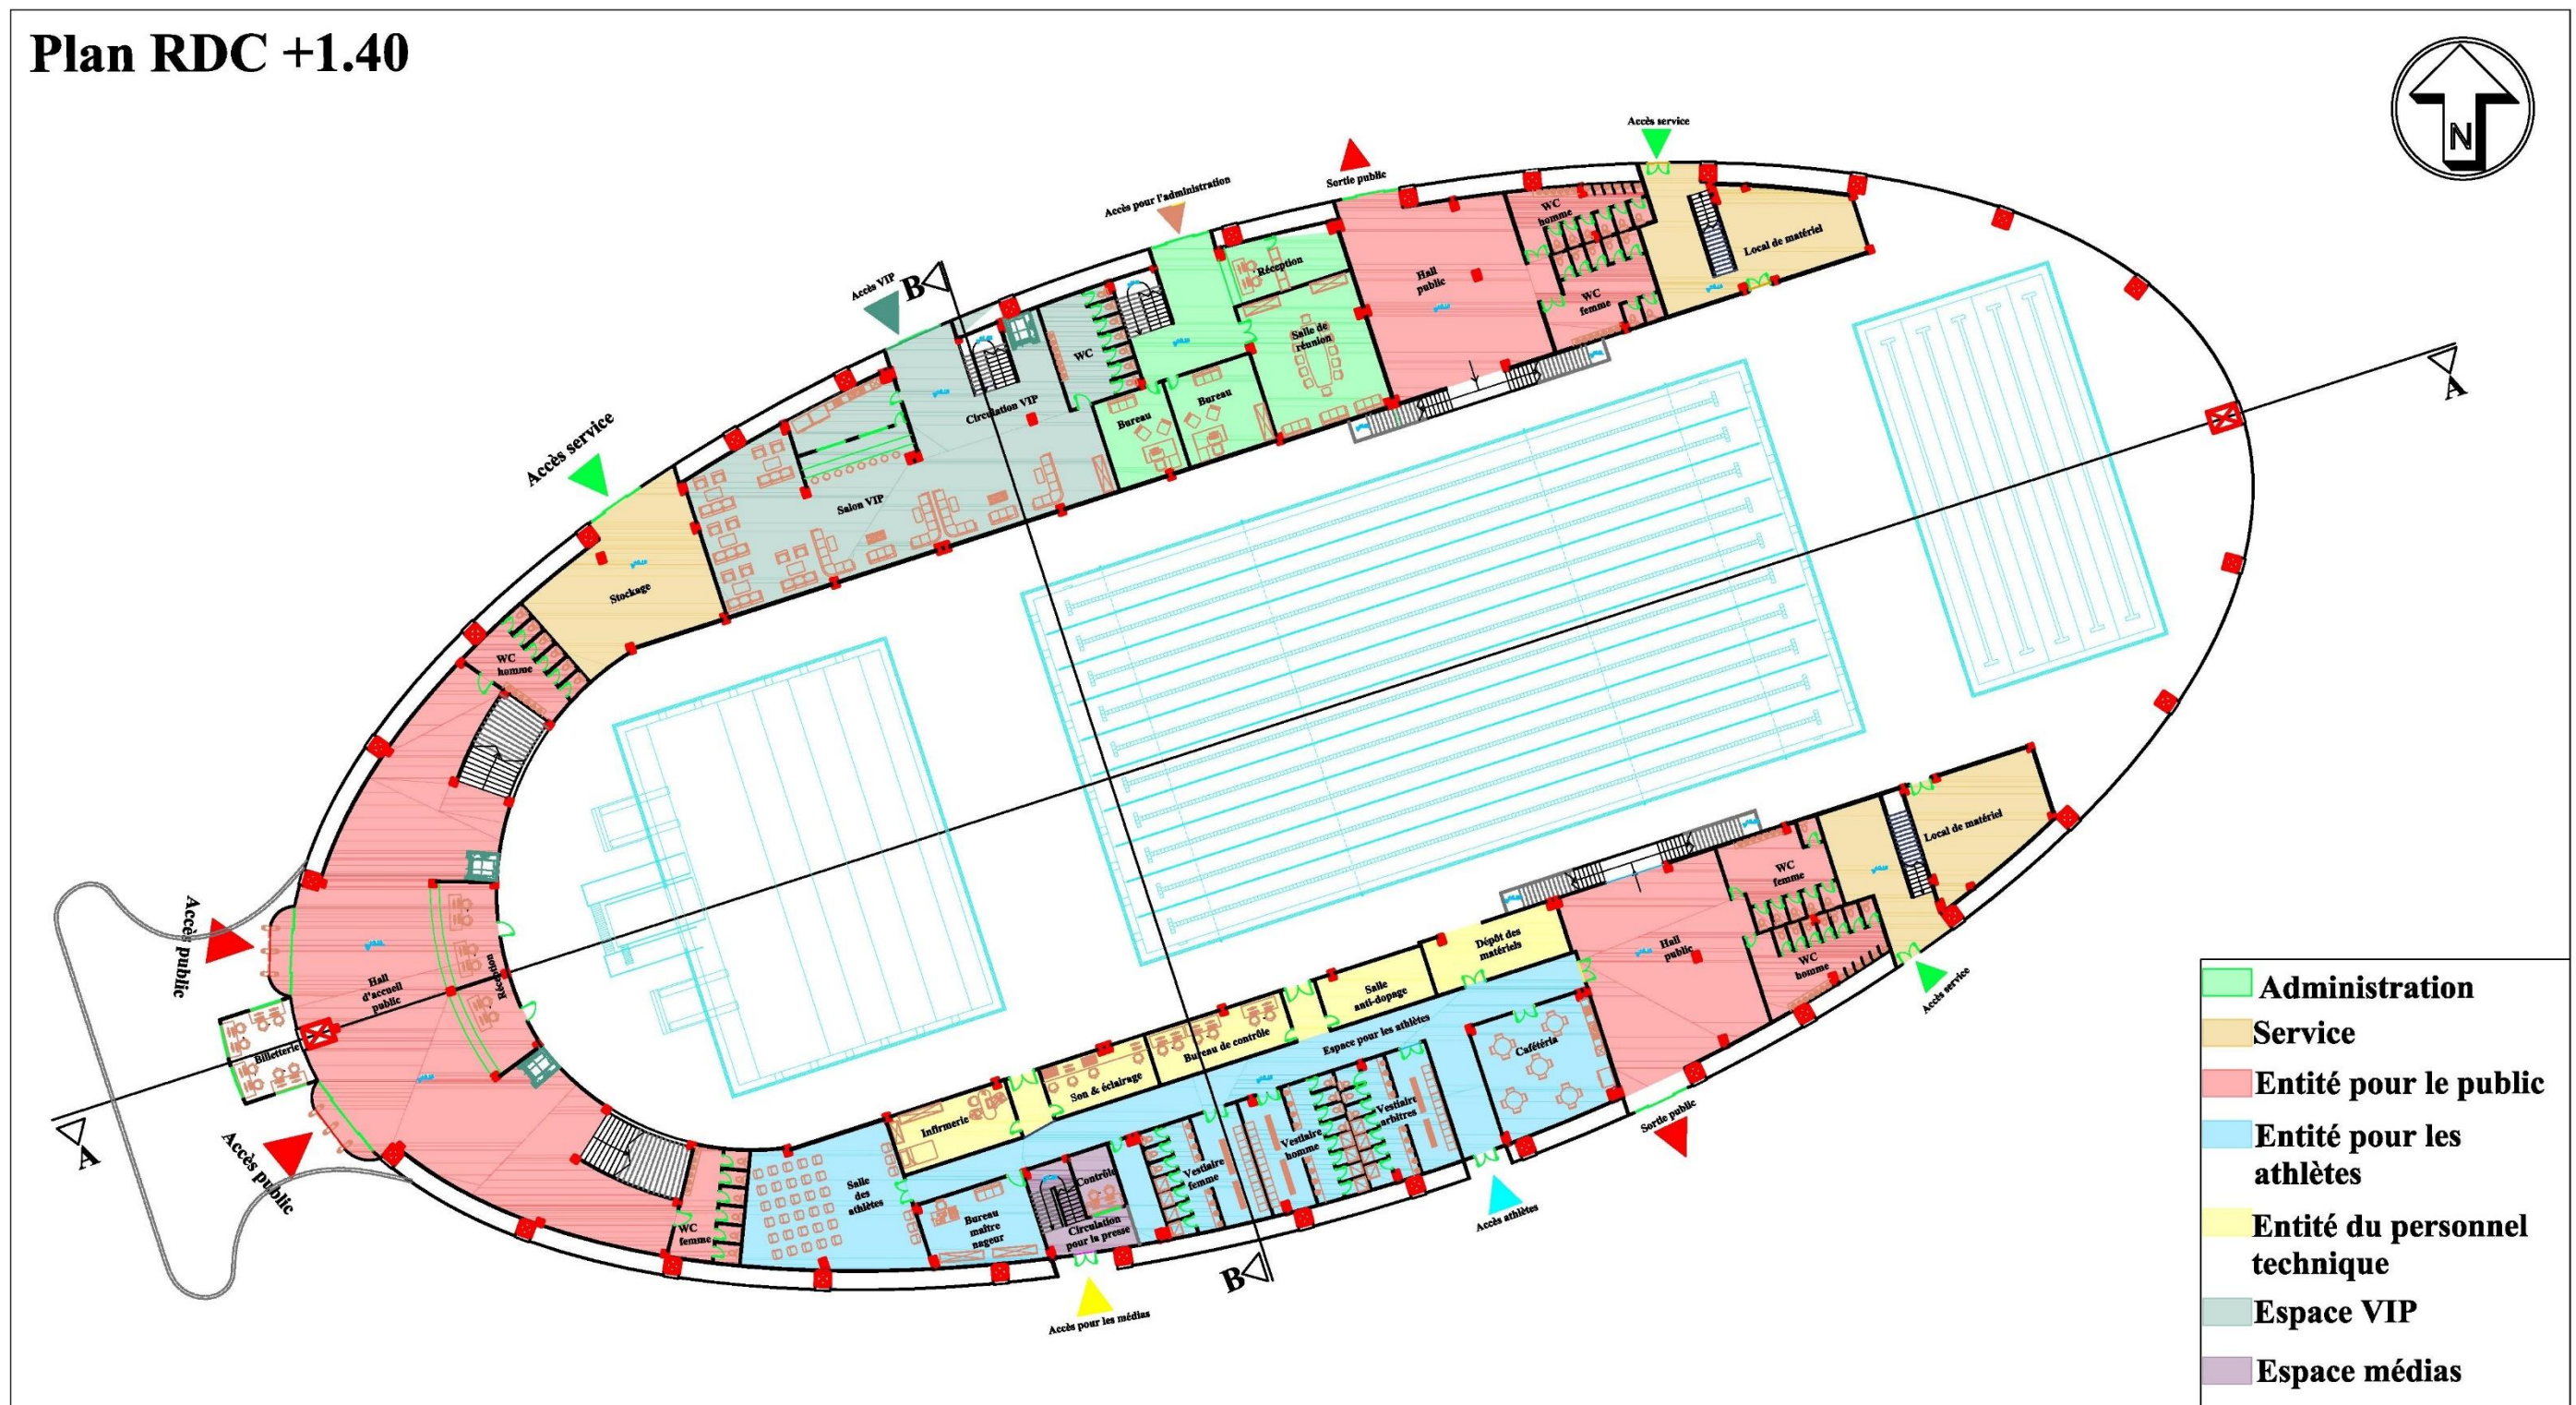 Plan RDC +1.40
N
Accès service
Sortie public
Accès pour l'administration
Accès VIP
B
WC
homme
Local de matériel
Réception
Hall
public
WC
femme
Salle de
réunion
WC
Circulation VIP
Bureau
Bureau
A
Accès service
Salon VIP
Stockage
WC
homme
Local de matériel
WC
femme
Accès public
Hall
d'accueil
public
Réception
Dépôt des
matériels
Hall
public
WC
homme
Accès service
Salle
anti-dopage
Billetterie
Bureau de contrôle
Espace pour les athlètes
Cafétéria
Son & éclairage
Infirmerie
Vestiaire
arbitres
Sortie public
A
Accès public
Vestiaire
homme
Vestiaire
femme
Contrôle
Salle
des
athlètes
Bureau
maître
nageur
Circulation
pour la presse
WC
femme
Accès athlètes
B
Accès pour les médias
Administration
Service
Entité pour le public
Entité pour les
athlètes
Entité du personnel
technique
Espace VIP
Espace médias